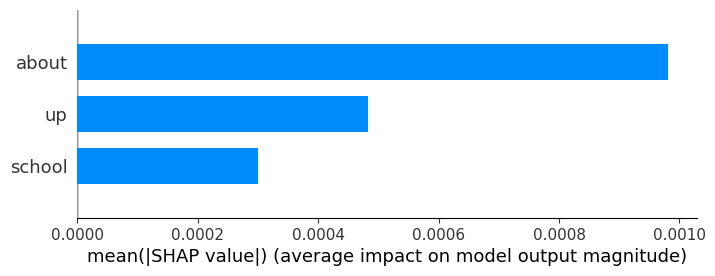 about
up
school
0.0000 0.0002 0.0004 0.0006 0.0008 0.0010
mean(|SHAP value|) (average impact on model output magnitude)